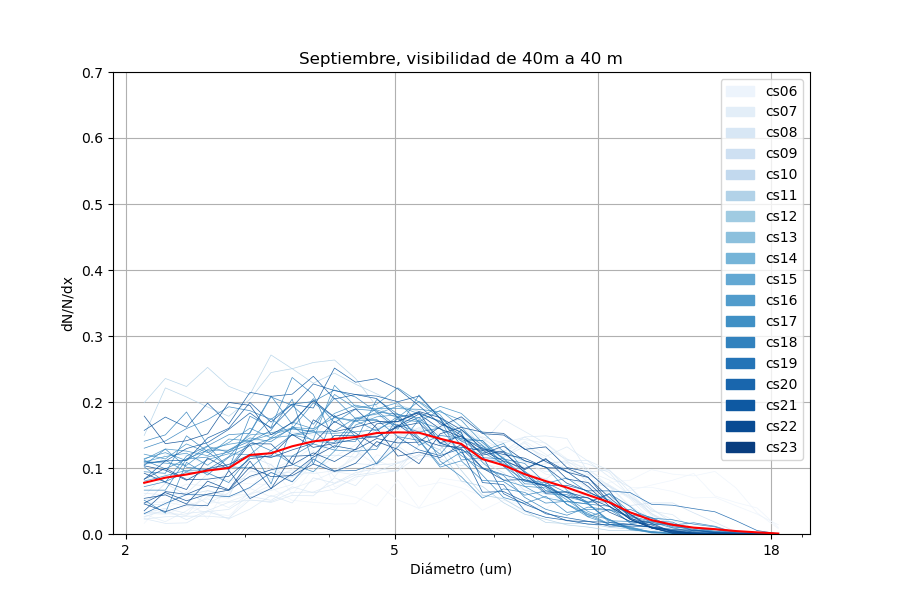 Septiembre, visibilidad de 40m a 40 m
dN/N/dx
0.7
0.6
0.5
0.4
0.3
0.2
0.1
0.0
2
5
10
18
Diámetro (um)
cs06
cs07
cs08
cs09
cs10
cs11
cs12
cs13
cs14
cs15
cs16
cs17
cs18
cs19
cs20
cs21
cs22
cs23